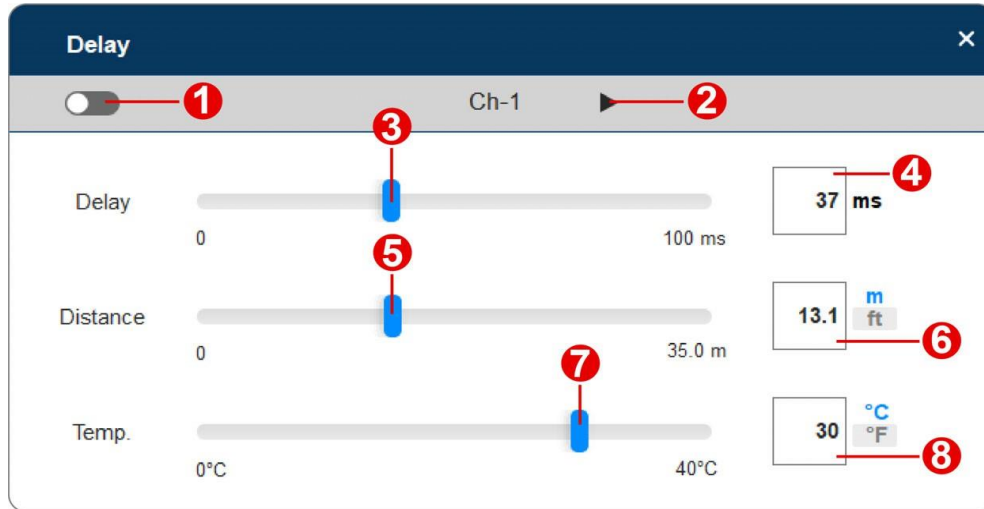 Delay ×
1 Ch-1 2
3
Delay 37 ms 4
0 100 ms
5
Distance 13.1 m
ft
0 35.0 m 6
7
Temp. 30 °C
°F
0°C 40°C 8